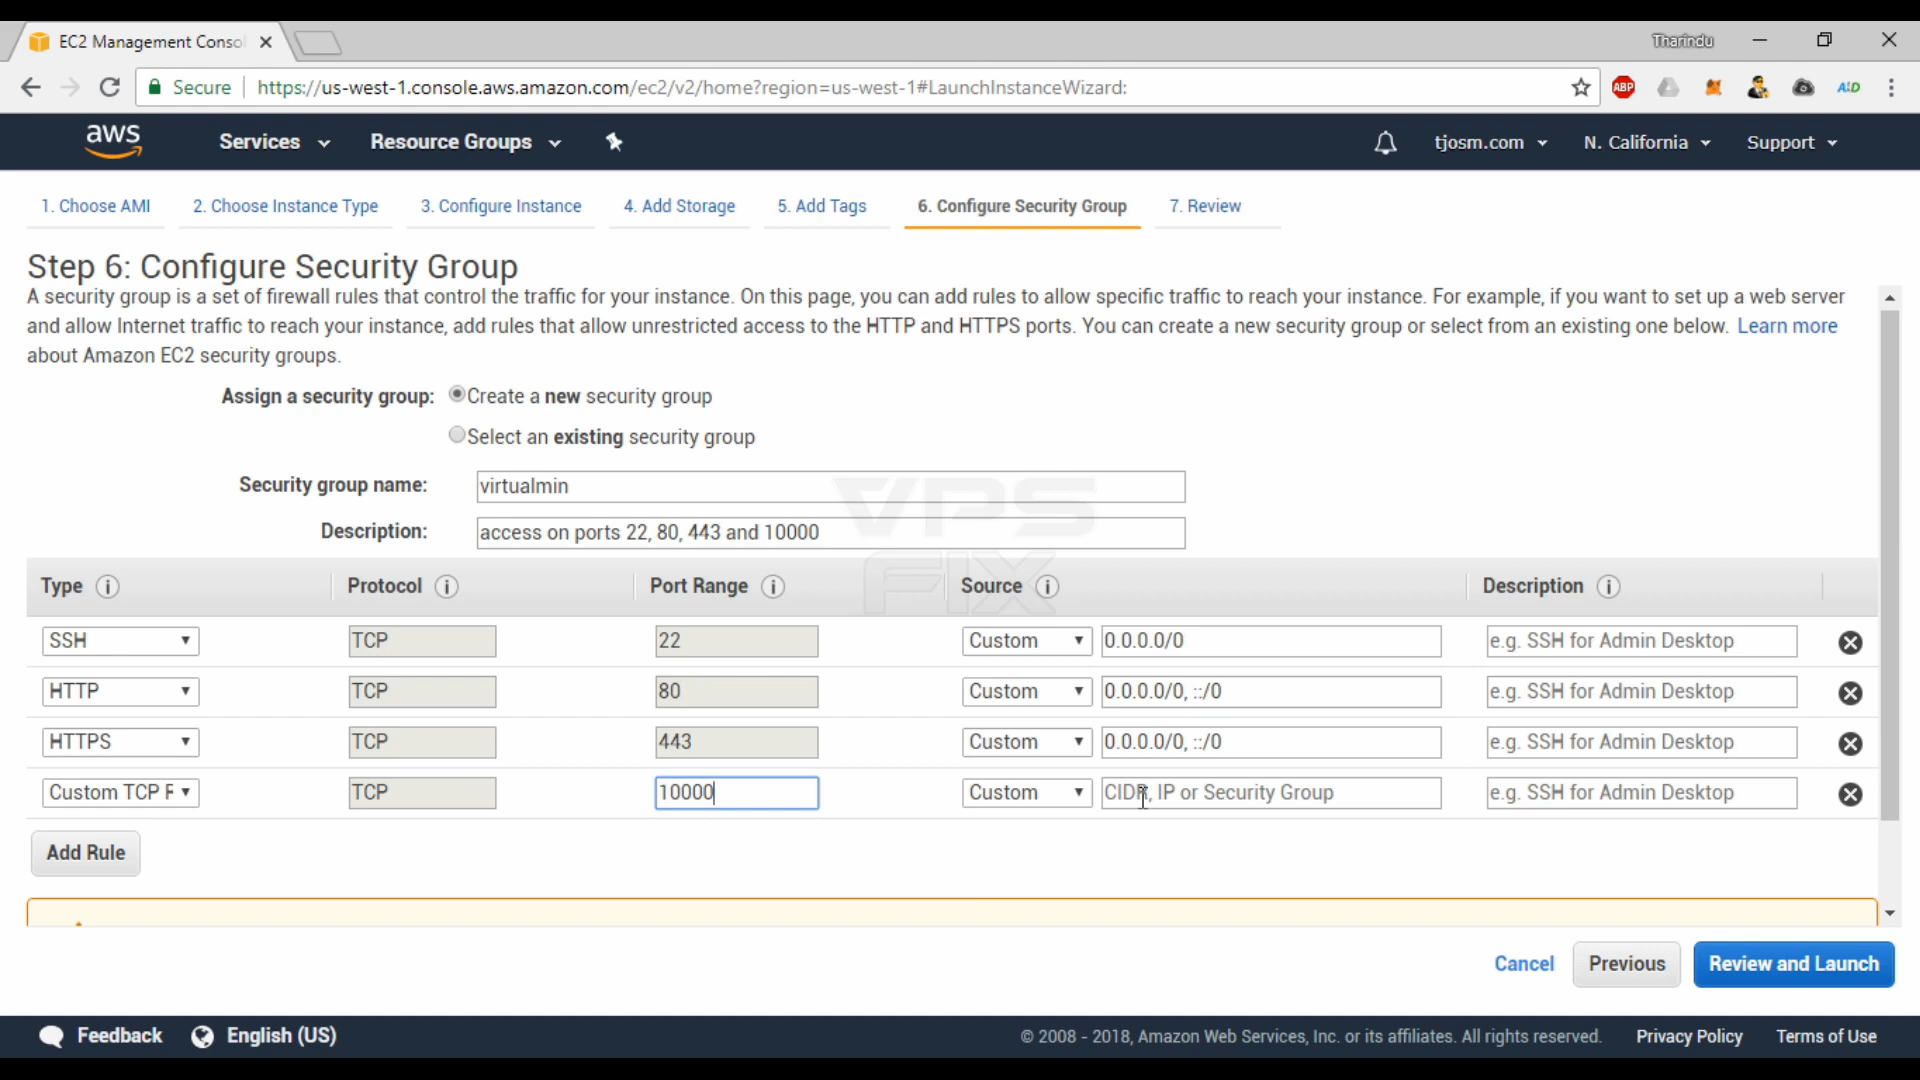 EC2 Management Conso
Tharindu
Secure
https://us-west-1.console.aws.amazon.com/ec2/v2/home?region=us-west-1#LaunchInstanceWizard:
ABP
aws
Services
Resource Groups
tjosm.com
N. California
Support
1. Choose AMI
2. Choose Instance Type
3. Configure Instance
4. Add Storage
5. Add Tags
6. Configure Security Group
7. Review
Step 6: Configure Security Group
A security group is a set of firewall rules that control the traffic for your instance. On this page, you can add rules to allow specific traffic to reach your instance. For example, if you want to set up a web server
and allow Internet traffic to reach your instance, add rules that allow unrestricted access to the HTTP and HTTPS ports. You can create a new security group or select from an existing one below. Learn more
about Amazon EC2 security groups.
Assign a security group:
Create a new security group
Select an existing security group
Security group name:
virtualmin
Description:
access on ports 22, 80, 443 and 10000
VPS
FIX
Type
Protocol
Port Range
Source
Description
SSH TCP 22 Custom 0.0.0.0/0 e.g. SSH for Admin Desktop
HTTP TCP 80 Custom 0.0.0.0/0, ::/0 e.g. SSH for Admin Desktop
HTTPS TCP 443 Custom 0.0.0.0/0, ::/0 e.g. SSH for Admin Desktop
Custom TCP F TCP 10000 Custom CIDR, IP or Security Group e.g. SSH for Admin Desktop
Add Rule
Cancel
Previous
Review and Launch
Feedback
English (US)
© 2008 - 2018, Amazon Web Services, Inc. or its affiliates. All rights reserved.
Privacy Policy
Terms of Use